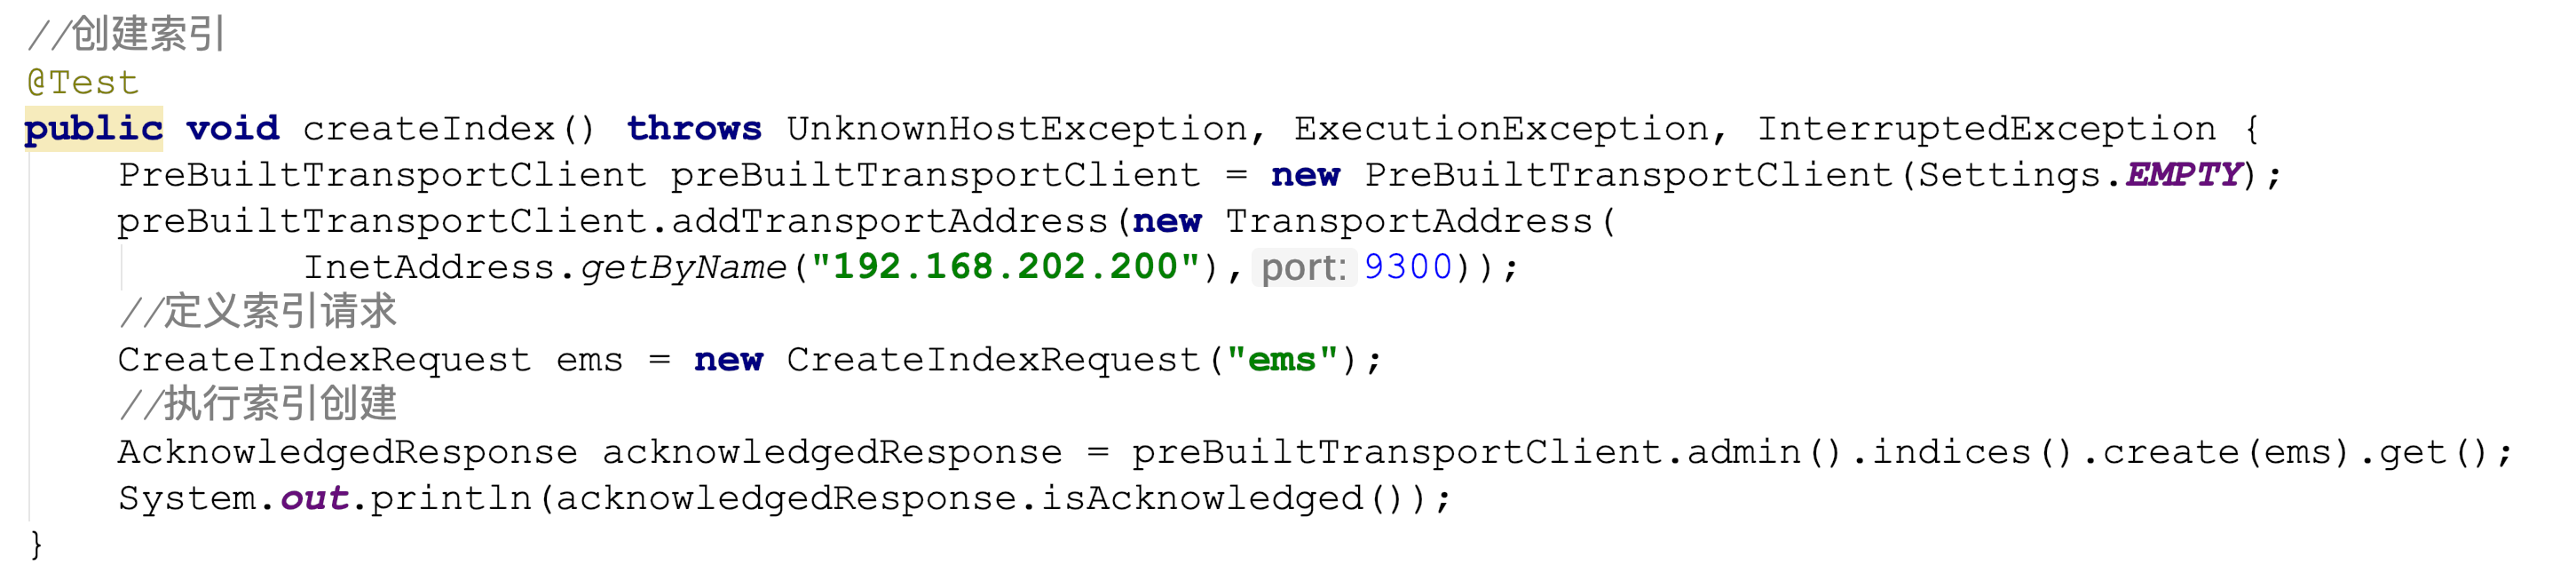 //创建索引
@Test
public void createIndex() throws UnknownHostException, ExecutionException, InterruptedException {
    PreBuiltTransportClient preBuiltTransportClient = new PreBuiltTransportClient(Settings.EMPTY);
    preBuiltTransportClient.addTransportAddress(new TransportAddress(
            InetAddress.getByName("192.168.202.200"), port: 9300));
    //定义索引请求
    CreateIndexRequest ems = new CreateIndexRequest("ems");
    //执行索引创建
    AcknowledgedResponse acknowledgedResponse = preBuiltTransportClient.admin().indices().create(ems).get();
    System.out.println(acknowledgedResponse.isAcknowledged());
}